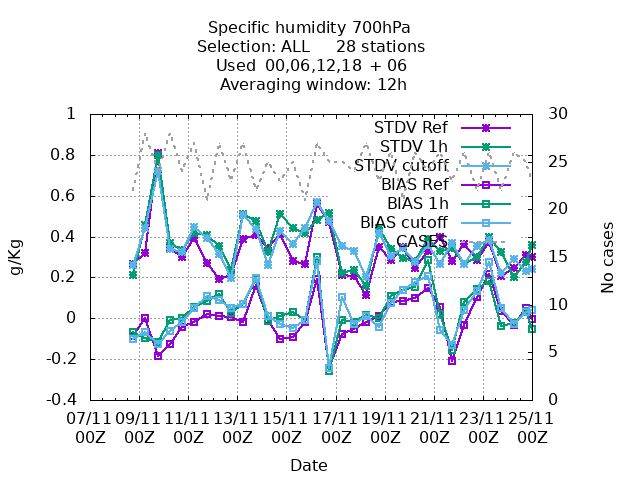 Specific humidity 700hPa
Selection: ALL 28 stations
Used 00,06,12,18 + 06
Averaging window: 12h
1
0.8
0.6
0.4
0.2
0
-0.2
-0.4
g/Kg
30
25
20
15
10
5
0
No cases
STDV Ref
STDV 1h
STDV cutoff
BIAS Ref
BIAS 1h
BIAS cutoff
CASES
07/11 09/11 11/11 13/11 15/11 17/11 19/11 21/11 23/11 25/11
00Z 00Z 00Z 00Z 00Z 00Z 00Z 00Z 00Z 00Z
Date